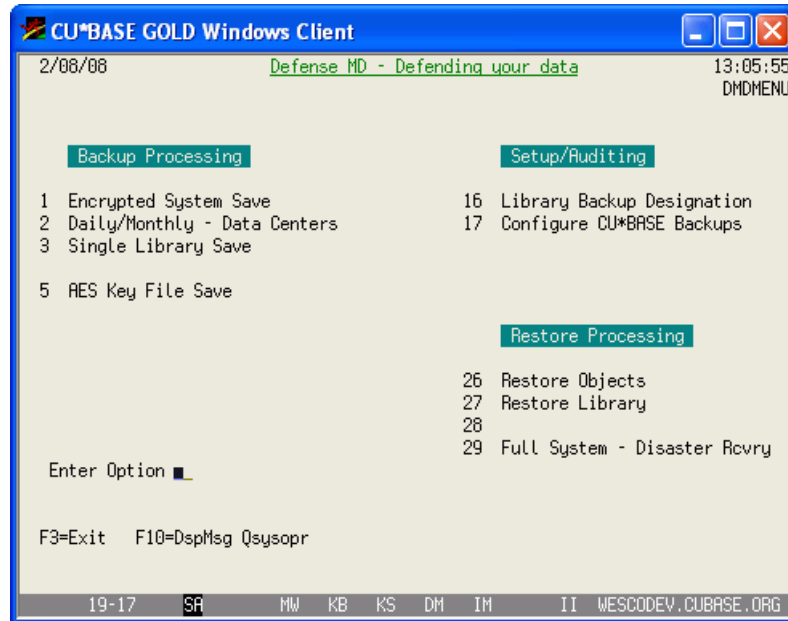 CU*BASE GOLD Windows Client
2/08/08 Defense MD - Defending your data 13:05:55
DMDMENU
Backup Processing Setup/Auditing
1 Encrypted System Save 16 Library Backup Designation
2 Daily/Monthly - Data Centers 17 Configure CU*BASE Backups
3 Single Library Save
5 AES Key File Save
Restore Processing
26 Restore Objects
27 Restore Library
28
29 Full System - Disaster Rcvry
Enter Option
F3=Exit F10=DspMsg Qsysopr
19-17 SA MW KB KS DM IM II WESCODEV.CUBASE.ORG